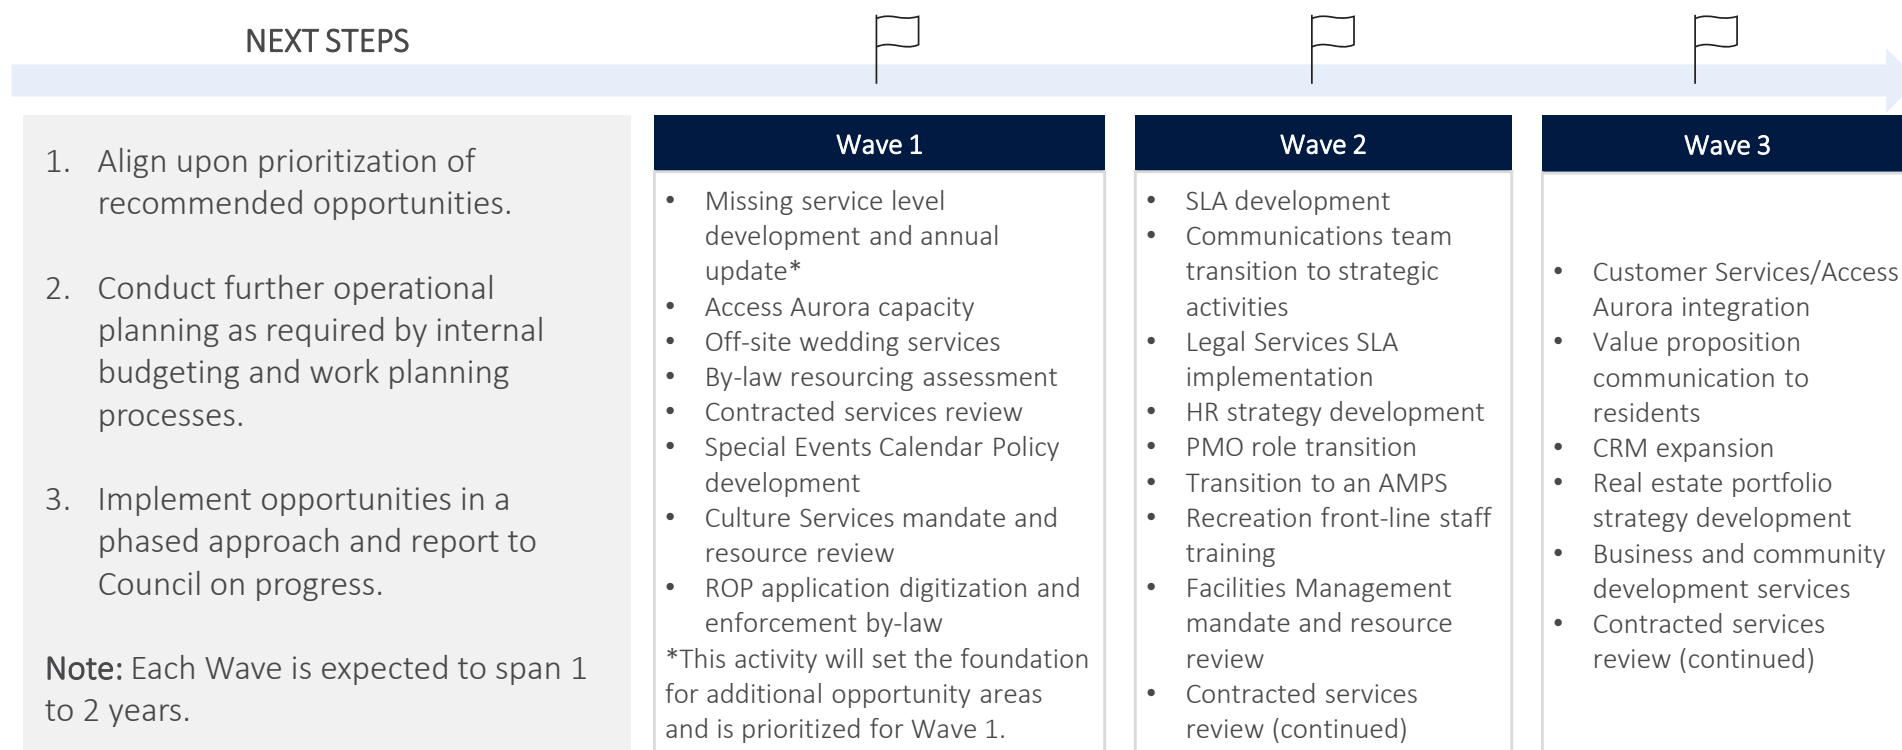 NEXT STEPS
1. Align upon prioritization of
recommended opportunities.
2. Conduct further operational
planning as required by internal
budgeting and work planning
processes.
3. Implement opportunities in a
phased approach and report to
Council on progress.
Note: Each Wave is expected to span 1
to 2 years.
Wave 1
• Missing service level
development and annual
update*
• Access Aurora capacity
• Off-site wedding services
• By-law resourcing assessment
• Contracted services review
• Special Events Calendar Policy
development
• Culture Services mandate and
resource review
• ROP application digitization and
enforcement by-law
*This activity will set the foundation
for additional opportunity areas
and is prioritized for Wave 1.
Wave 2
• SLA development
• Communications team
transition to strategic
activities
• Legal Services SLA
implementation
• HR strategy development
• PMO role transition
• Transition to an AMPS
• Recreation front-line staff
training
• Facilities Management
mandate and resource
review
• Contracted services
review (continued)
Wave 3
• Customer Services/Access
Aurora integration
• Value proposition
communication to
residents
• CRM expansion
• Real estate portfolio
strategy development
• Business and community
development services
• Contracted services
review (continued)